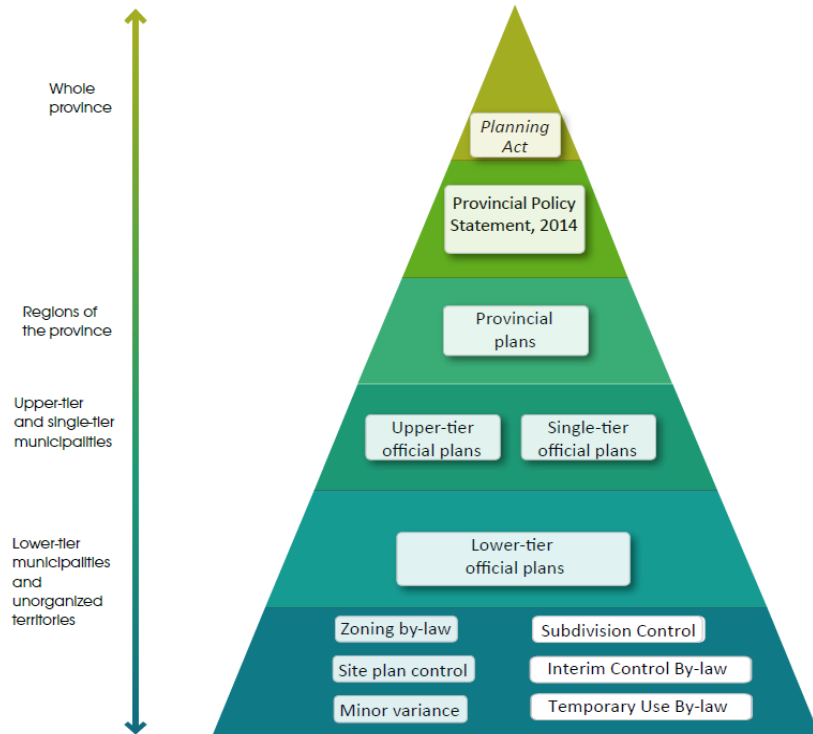 Whole
province
Planning
Act
Provincial Policy
Statement, 2014
Regions of
the province
Provincial
plans
Upper-tier
and single-tier
municipalities
Upper-tier
official plans
Single-tier
official plans
Lower-tier
municipalities
and
unorganized
territories
Lower-tier
official plans
Zoning by-law
Subdivision Control
Site plan control
Interim Control By-law
Minor variance
Temporary Use By-law